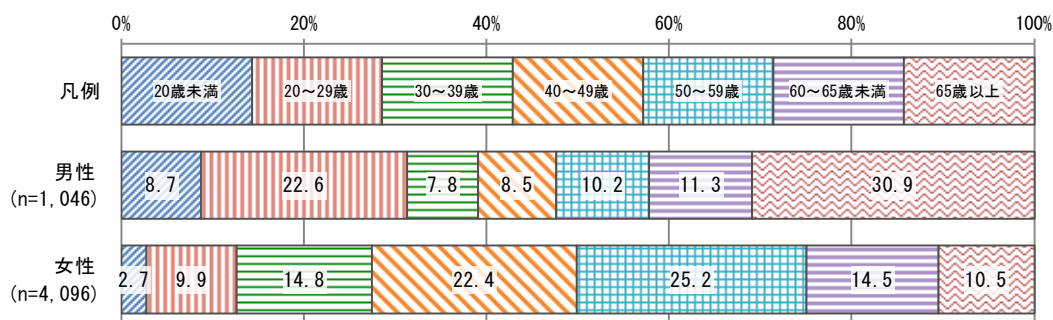 0% 20% 40% 60% 80% 100%
凡例 20歳未満 20～29歳 30～39歳 40～49歳 50～59歳 60～65歳未満 65歳以上
男性
(n=1,046)
8.7 22.6 7.8 8.5 10.2 11.3 30.9
女性
(n=4,096)
2.7 9.9 14.8 22.4 25.2 14.5 10.5